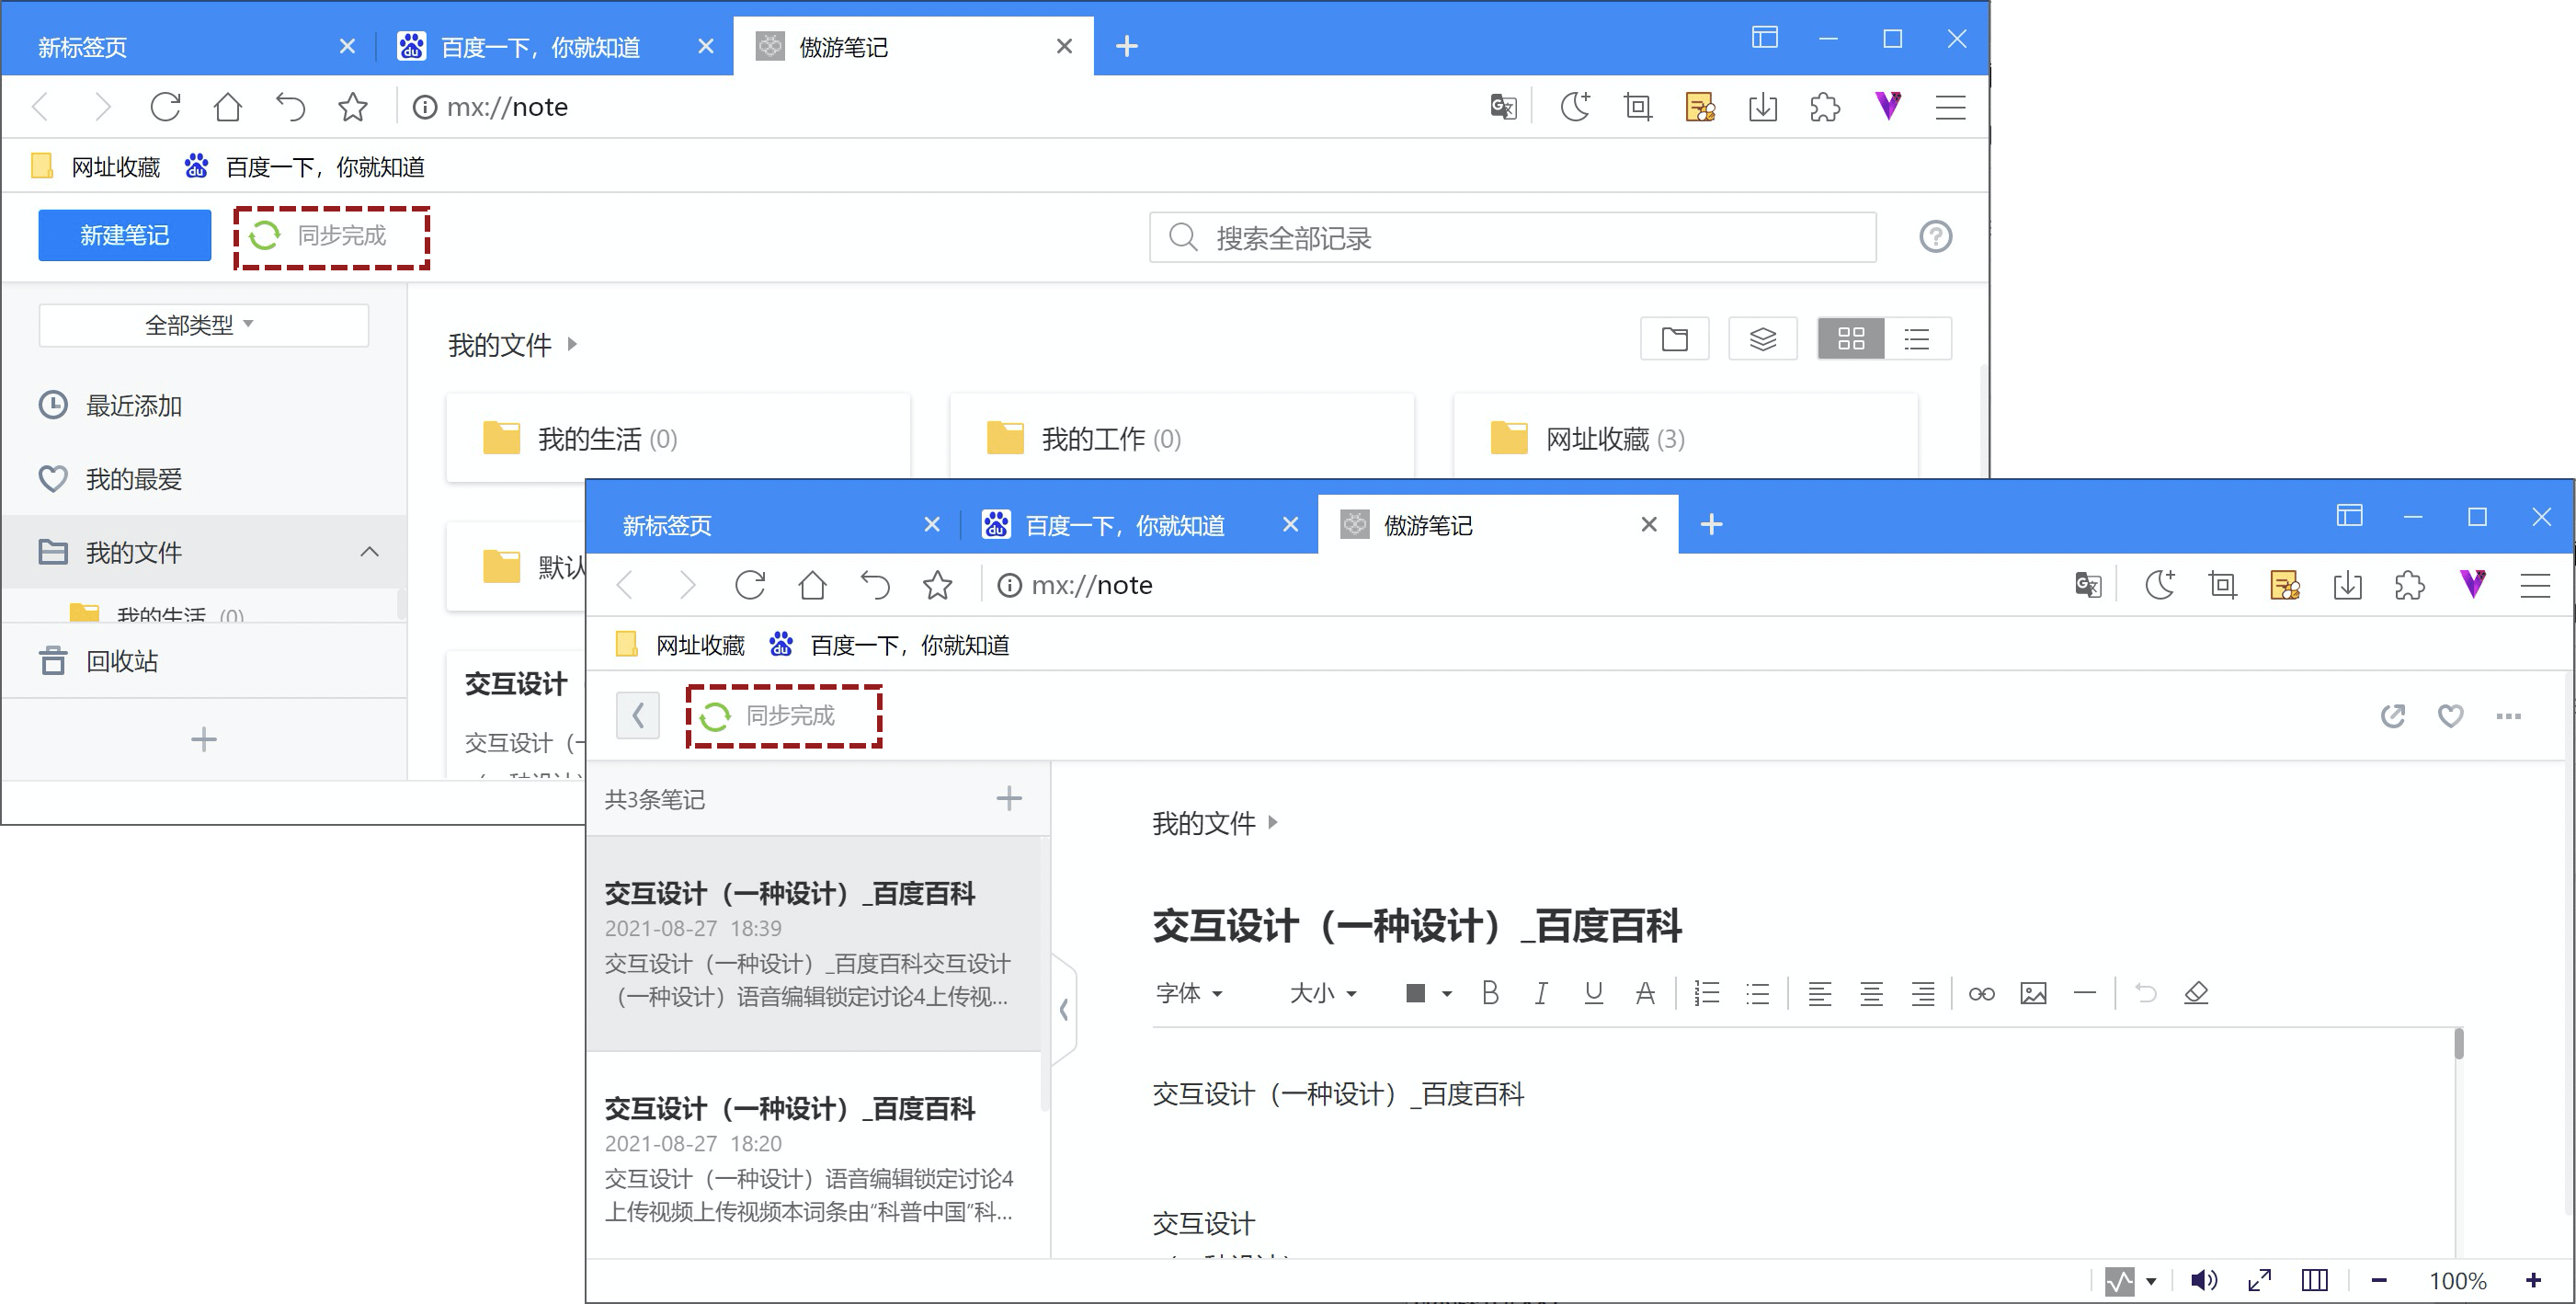 新标签页
百度一下，你就知道
傲游笔记
mx://note
网址收藏
百度一下，你就知道
新建笔记
同步完成
搜索全部记录
全部类型
最近添加
我的最爱
我的文件
我的生活 (0)
回收站
我的文件
我的生活 (0)
我的工作 (0)
网址收藏 (3)
默认
交互设计
交互设计（一
新标签页
百度一下，你就知道
傲游笔记
mx://note
网址收藏
百度一下，你就知道
同步完成
共3条笔记
交互设计（一种设计）_百度百科
2021-08-27 18:39
交互设计（一种设计）_百度百科交互设计
（一种设计）语音编辑锁定讨论4上传视...
交互设计（一种设计）_百度百科
2021-08-27 18:20
交互设计（一种设计）语音编辑锁定讨论4
上传视频上传视频本词条由“科普中国”科...
我的文件
交互设计（一种设计）_百度百科
字体
大小
B I U A
交互设计（一种设计）_百度百科
交互设计
100%